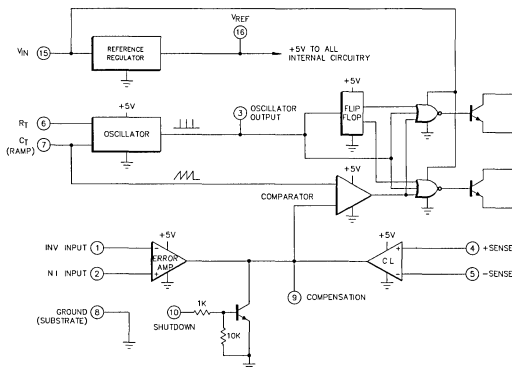 VREF
VIN 15
REFERENCE REGULATOR
16
+5V TO ALL INTERNAL CIRCUITRY
+5V
+5V
RT 6
OSCILLATOR
3 OSCILLATOR OUTPUT
FLIP FLOP
CT 7
(RAMP)
+5V
COMPARATOR
+5V
+5V
INV INPUT 1
-
ERROR AMP
+
CL
-
4 +SENSE
NI INPUT 2
+
5 -SENSE
9 COMPENSATION
GROUND 8
(SUBSTRATE)
10
SHUTDOWN
1K
10K